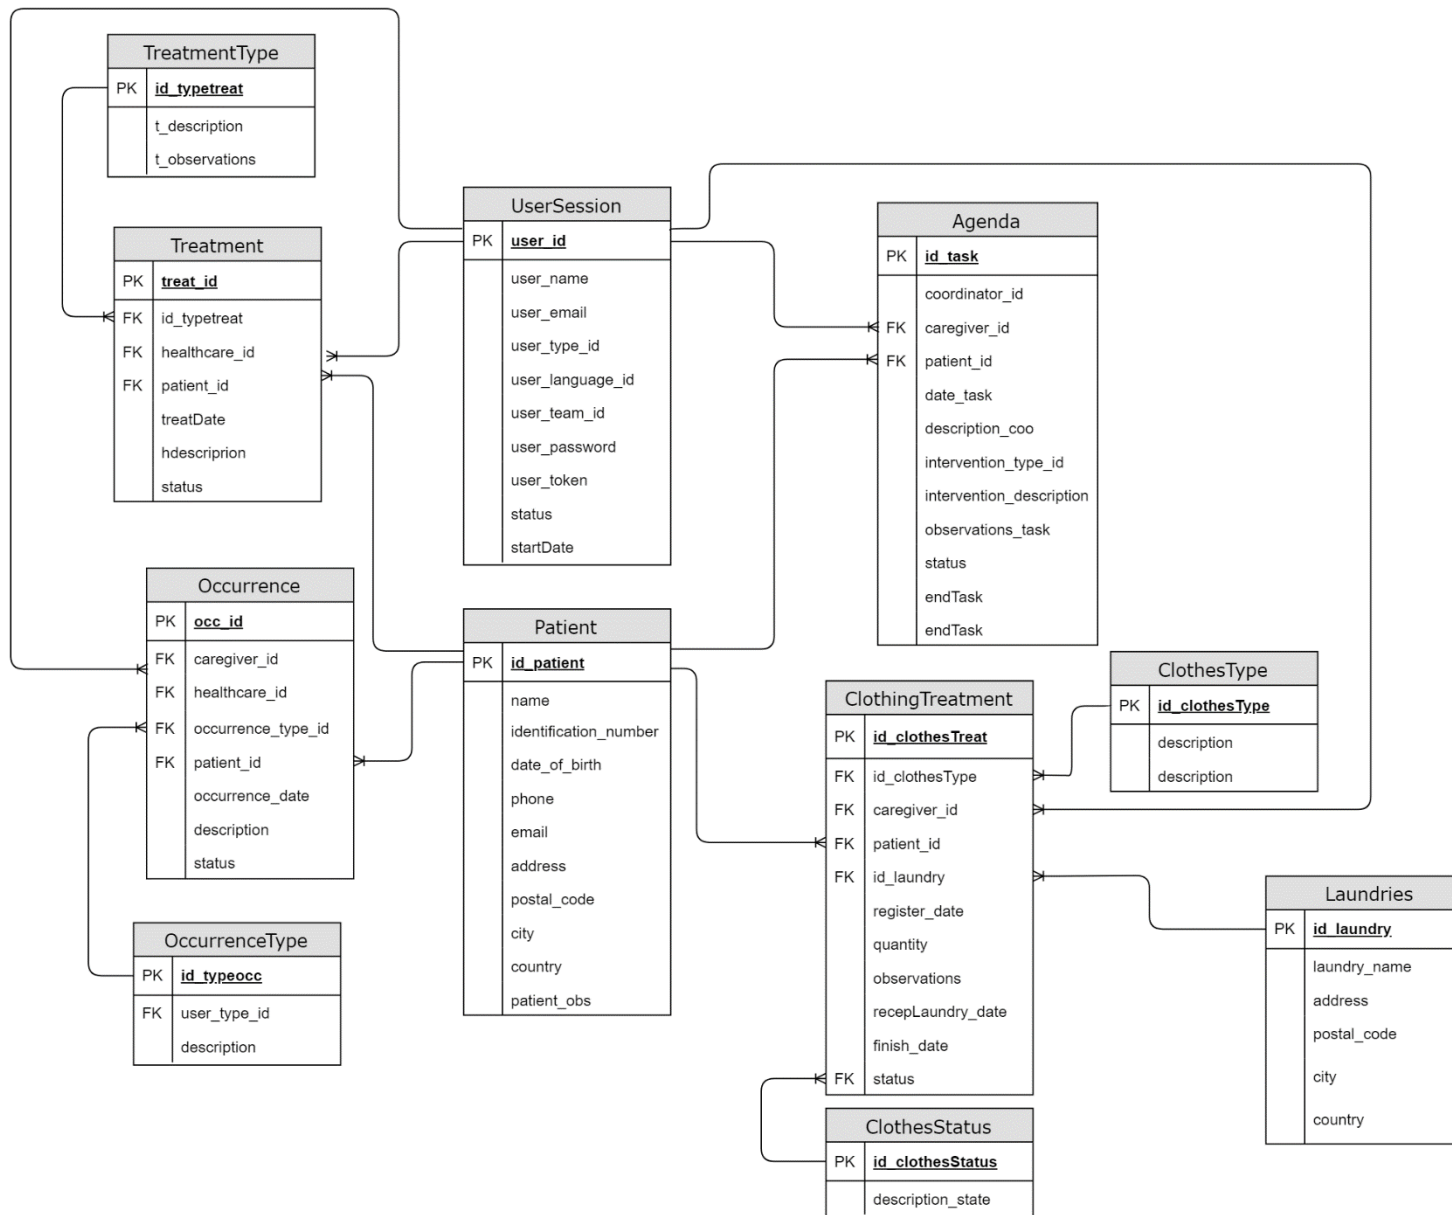 TreatmentType
PK id_typetreat
t_description
t_observations
Treatment
PK treat_id
FK id_typetreat
FK healthcare_id
FK patient_id
treatDate
hdescriprion
status
UserSession
PK user_id
user_name
user_email
user_type_id
user_language_id
user_team_id
user_password
user_token
status
startDate
Agenda
PK id_task
coordinator_id
FK caregiver_id
FK patient_id
date_task
description_coo
intervention_type_id
intervention_description
observations_task
status
endTask
endTask
Occurrence
PK occ_id
FK caregiver_id
FK healthcare_id
FK occurrence_type_id
FK patient_id
occurrence_date
description
status
OccurrenceType
PK id_typeocc
FK user_type_id
description
Patient
PK id_patient
name
identification_number
date_of_birth
phone
email
address
postal_code
city
country
patient_obs
ClothingTreatment
PK id_clothesTreat
FK id_clothesType
FK caregiver_id
FK patient_id
FK id_laundry
register_date
quantity
observations
recepLaundry_date
finish_date
FK status
ClothesStatus
PK id_clothesStatus
description_state
ClothesType
PK id_clothesType
description
description
Laundries
PK id_laundry
laundry_name
address
postal_code
city
country